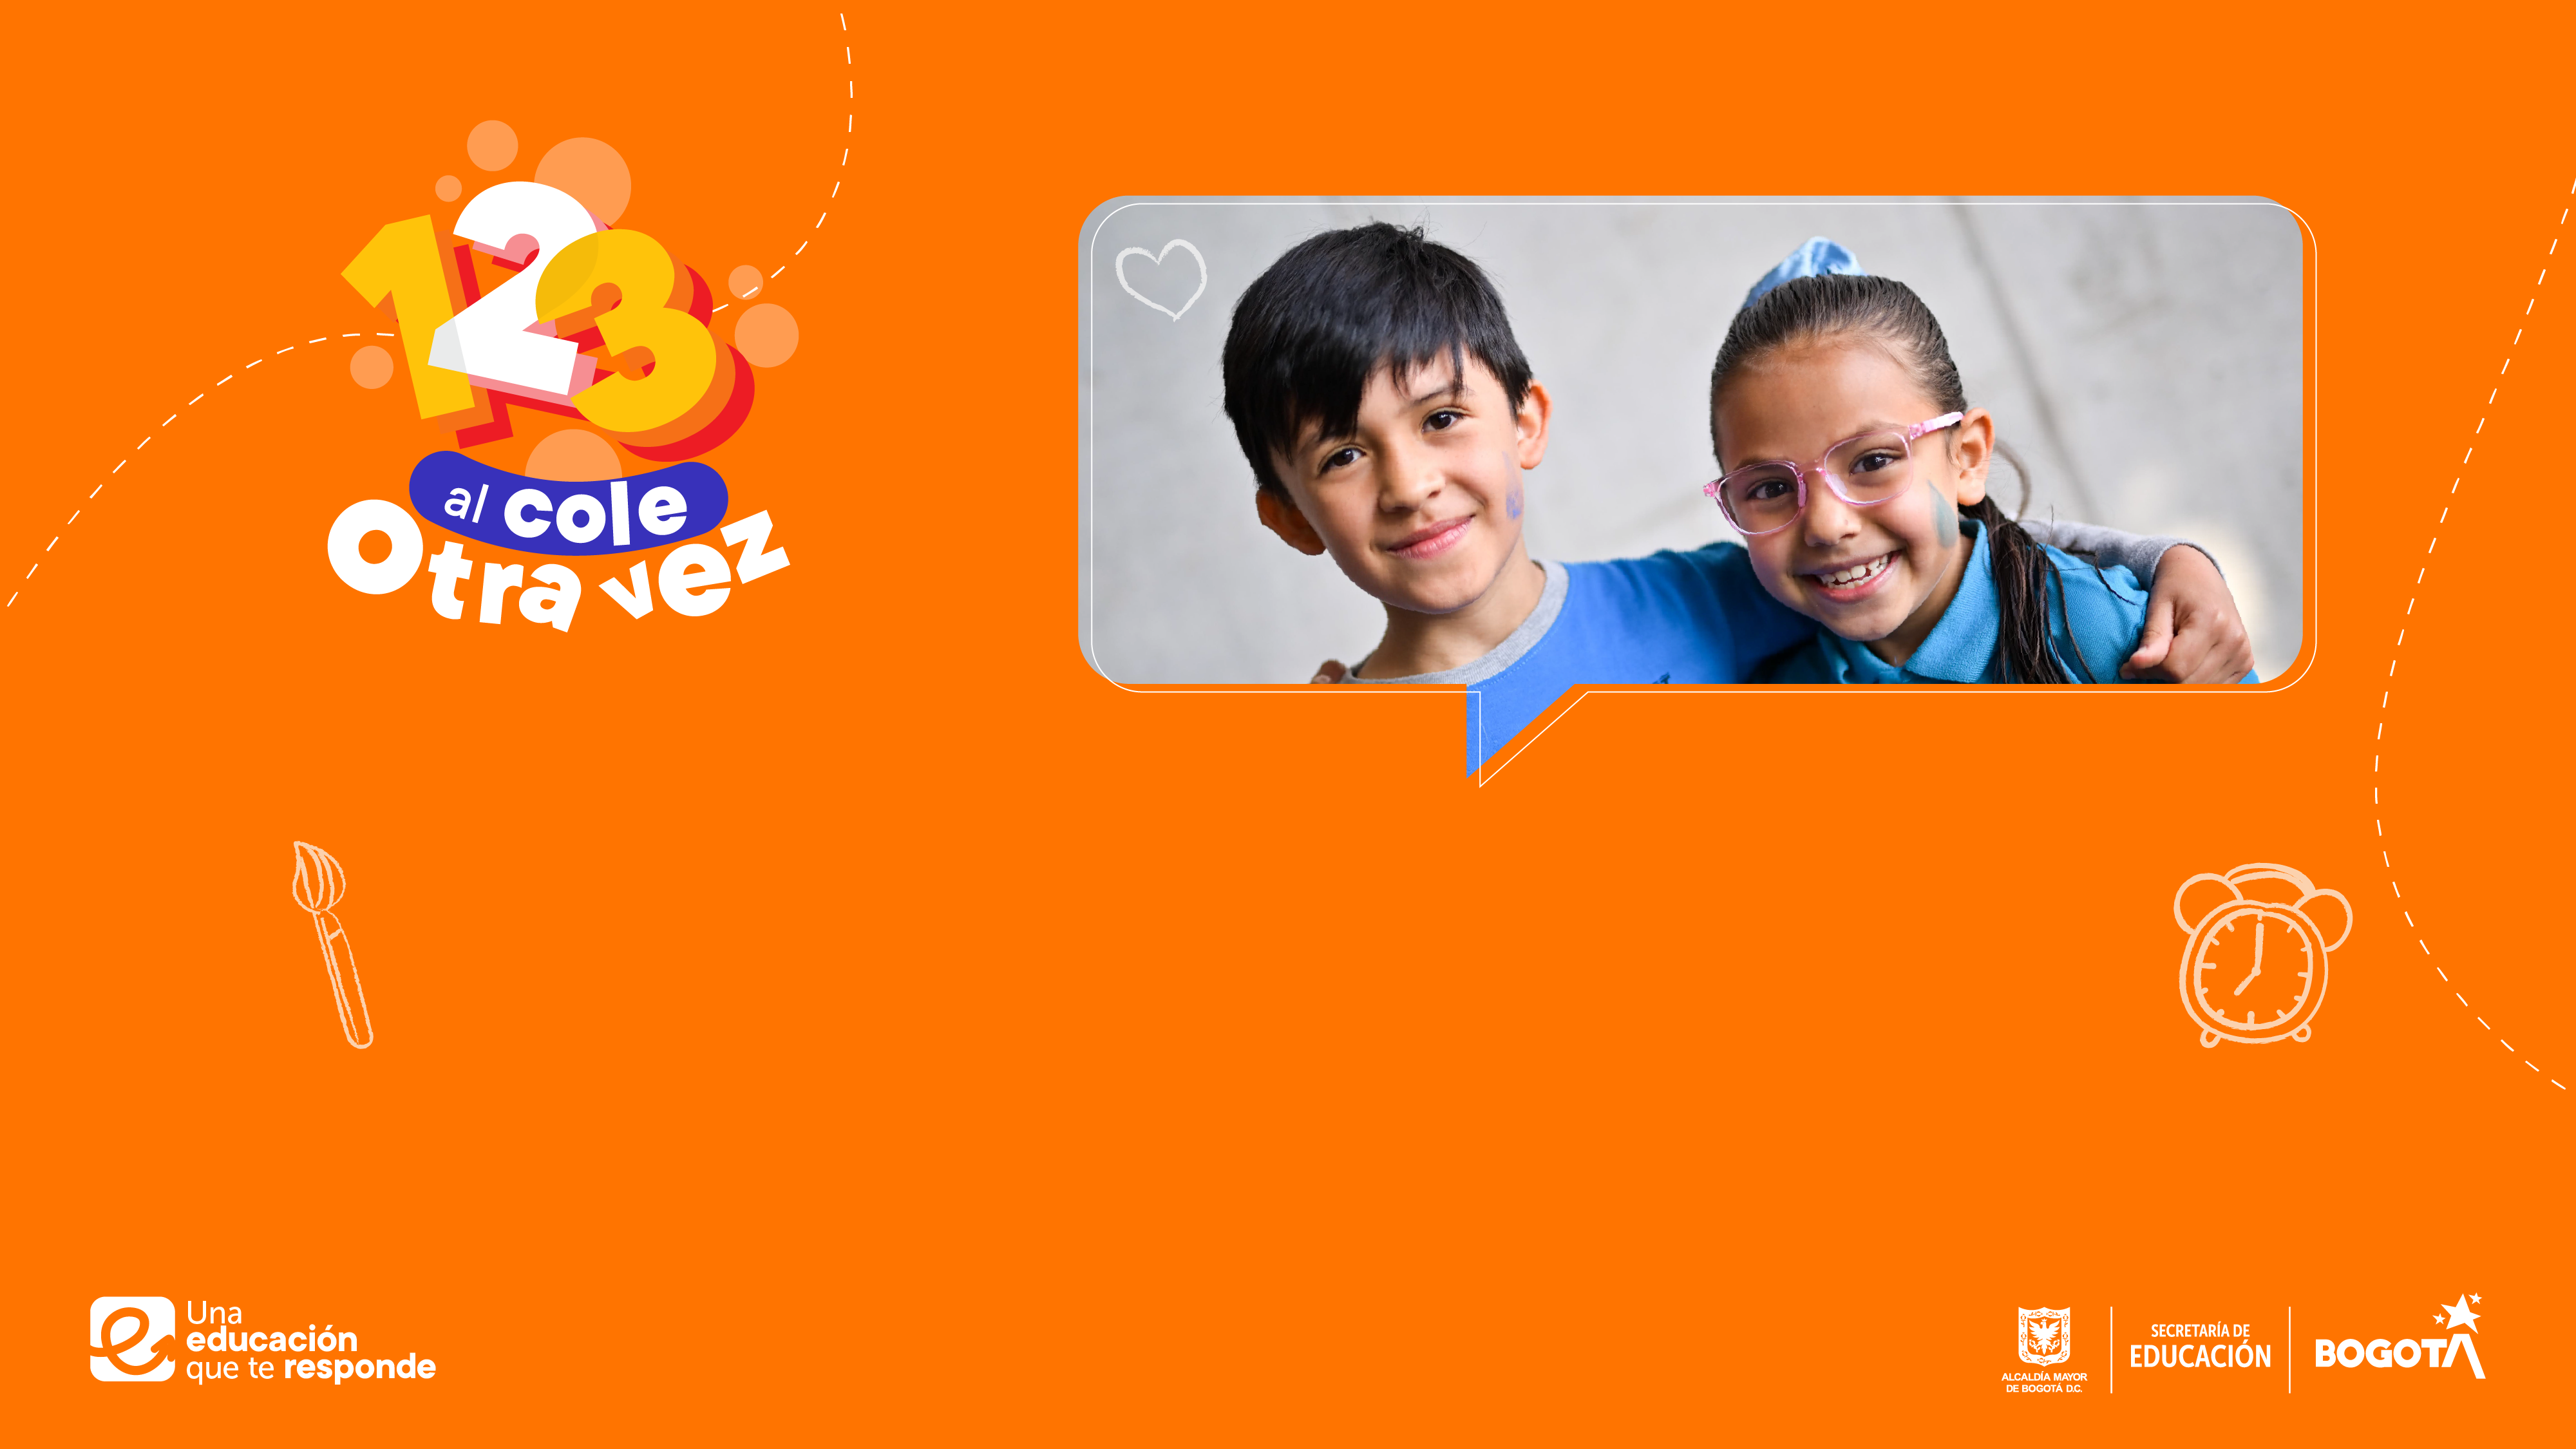 123
al cole
Otra vez
Una
educación
que te responde
ALCALDÍA MAYOR
DE BOGOTÁ D.C.
SECRETARÍA DE
EDUCACIÓN
BOGOTÁ